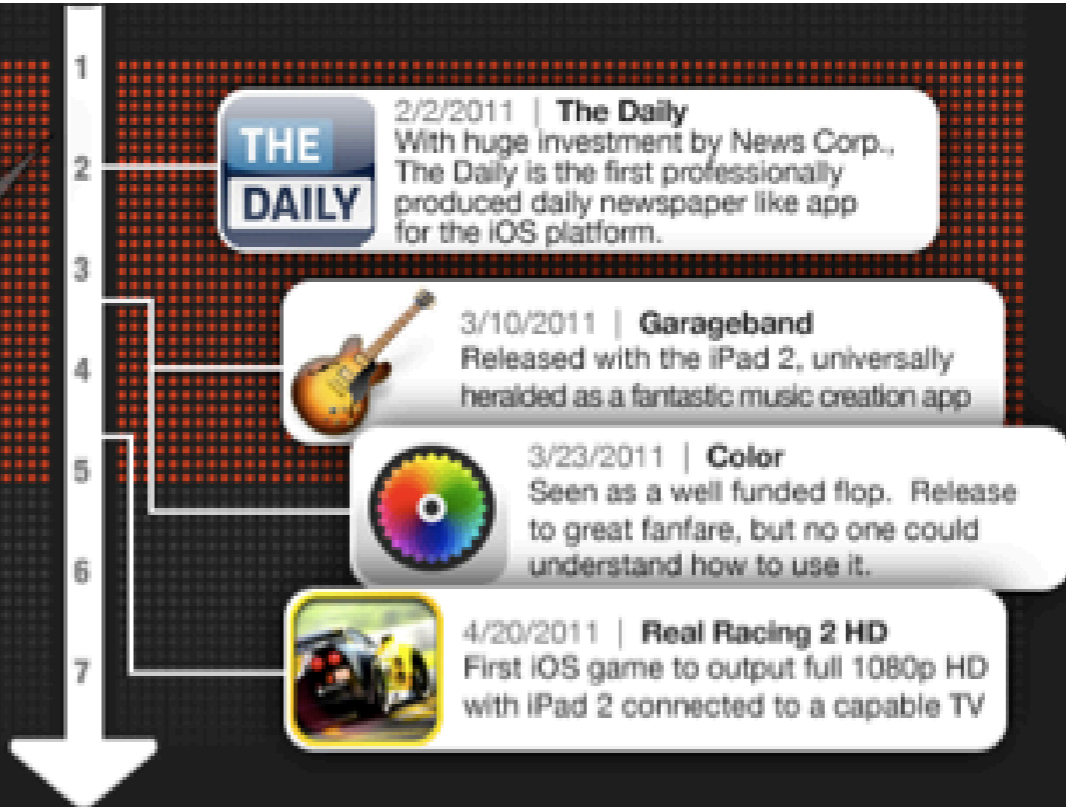 1
2
3
4
5
6
7
THE
DAILY
2/2/2011 | The Daily
With huge investment by News Corp.,
The Daily is the first professionally
produced daily newspaper like app
for the iOS platform.
3/10/2011 | Garageband
Released with the iPad 2, universally
heralded as a fantastic music creation app
3/23/2011 | Color
Seen as a well funded flop. Release
to great fanfare, but no one could
understand how to use it.
4/20/2011 | Real Racing 2 HD
First iOS game to output full 1080p HD
with iPad 2 connected to a capable TV